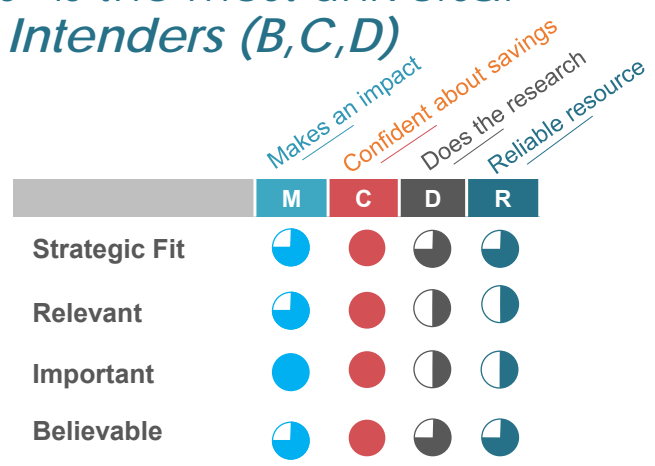 Intenders (B,C,D)
Makes an impact
Confident about savings
Does the research
Reliable resource
M C D R
Strategic Fit
Relevant
Important
Believable